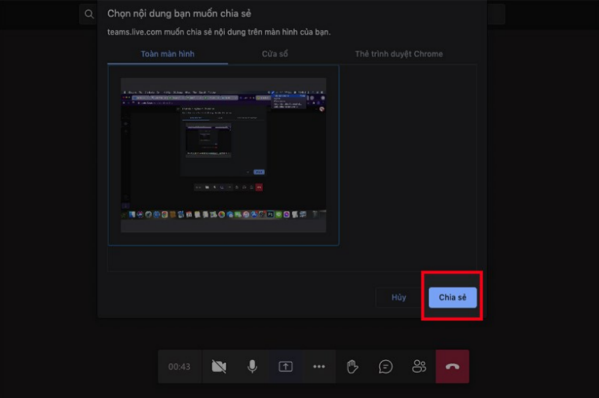 Chọn nội dung bạn muốn chia sẻ
teams.live.com muốn chia sẻ nội dung trên màn hình của bạn.
Toàn màn hình
Cửa sổ
Thẻ trình duyệt Chrome
Hủy
Chia sẻ
00:43